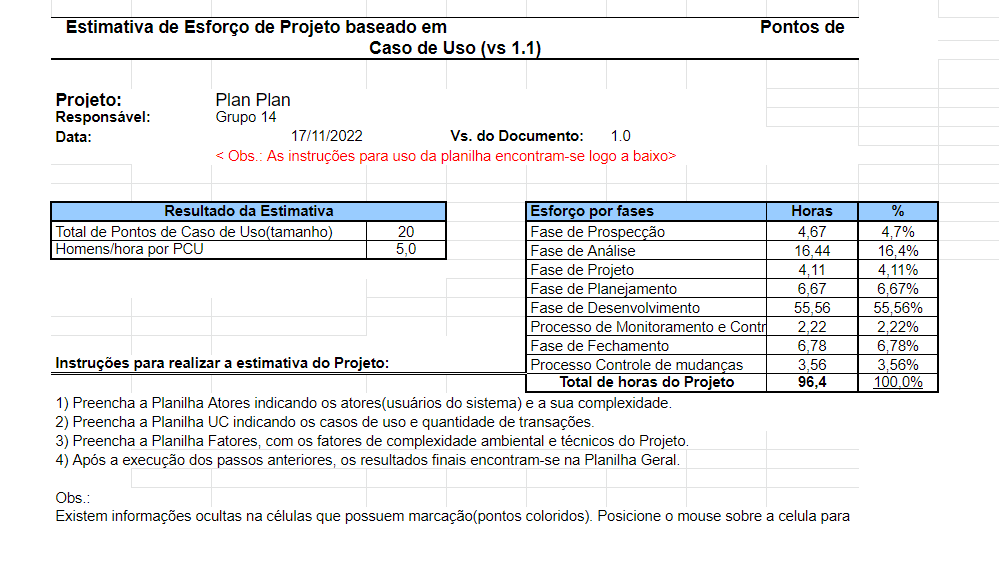 Estimativa de Esforço de Projeto baseado em Pontos de
Caso de Uso (vs 1.1)
Projeto: Plan Plan
Responsável: Grupo 14
Data: 17/11/2022 Vs. do Documento: 1.0
< Obs.: As instruções para uso da planilha encontram-se logo a baixo>
Resultado da Estimativa
Total de Pontos de Caso de Uso(tamanho) 20
Homens/hora por PCU 5,0
Esforço por fases Horas %
Fase de Prospecção 4,67 4,7%
Fase de Análise 16,44 16,4%
Fase de Projeto 4,11 4,11%
Fase de Planejamento 6,67 6,67%
Fase de Desenvolvimento 55,56 55,56%
Processo de Monitoramento e Contr 2,22 2,22%
Fase de Fechamento 6,78 6,78%
Processo Controle de mudanças 3,56 3,56%
Total de horas do Projeto 96,4 100,0%
Instruções para realizar a estimativa do Projeto:
1) Preencha a Planilha Atores indicando os atores(usuários do sistema) e a sua complexidade.
2) Preencha a Planilha UC indicando os casos de uso e quantidade de transações.
3) Preencha a Planilha Fatores, com os fatores de complexidade ambiental e técnicos do Projeto.
4) Após a execução dos passos anteriores, os resultados finais encontram-se na Planilha Geral.
Obs.:
Existem informações ocultas na células que possuem marcação(pontos coloridos). Posicione o mouse sobre a celula para